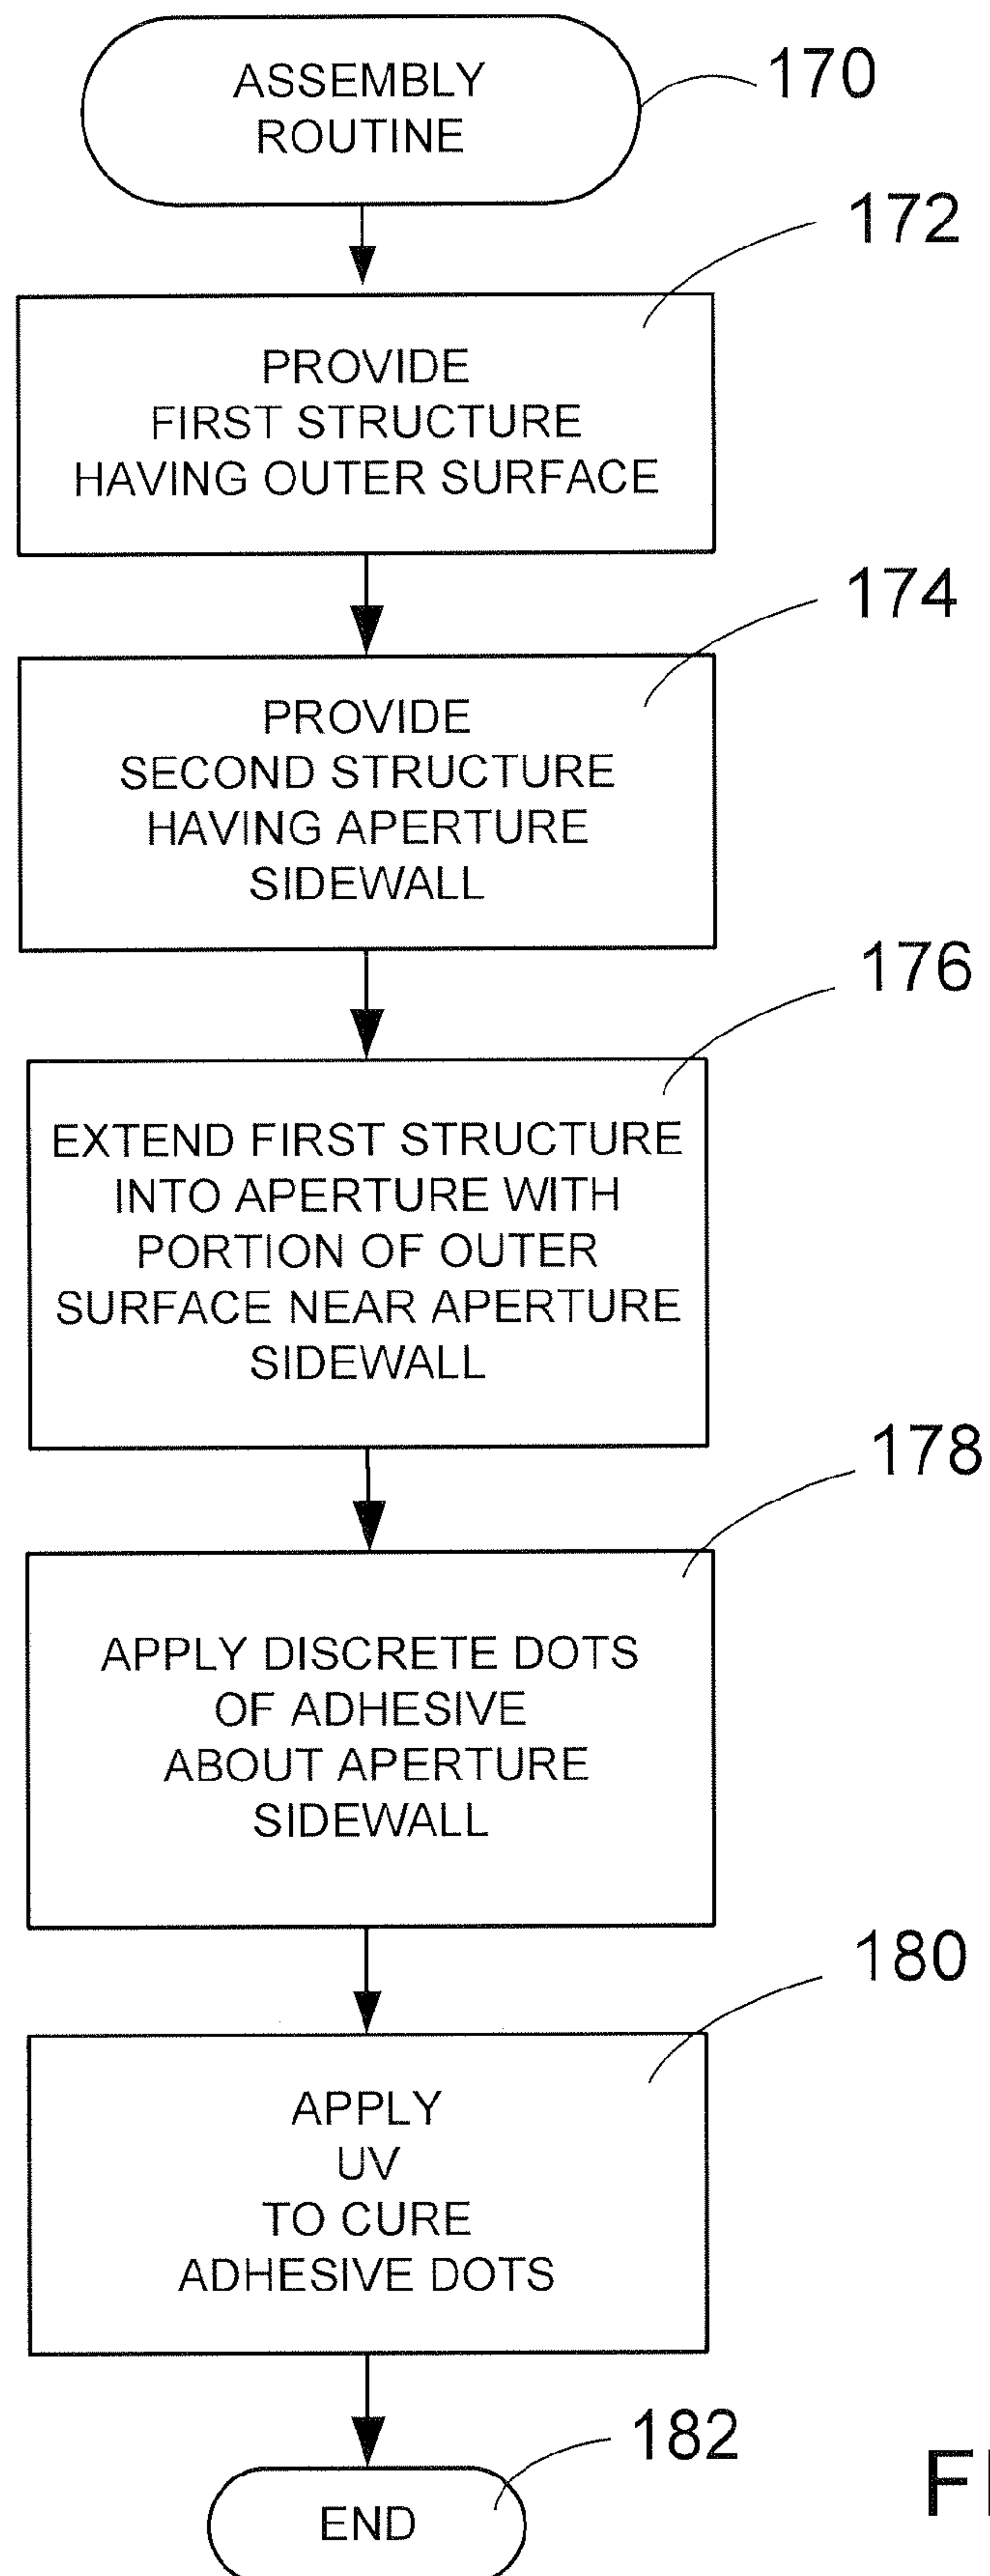 ASSEMBLY
ROUTINE
170
172
PROVIDE
FIRST STRUCTURE
HAVING OUTER SURFACE
174
PROVIDE
SECOND STRUCTURE
HAVING APERTURE
SIDEWALL
176
EXTEND FIRST STRUCTURE
INTO APERTURE WITH
PORTION OF OUTER
SURFACE NEAR APERTURE
SIDEWALL
178
APPLY DISCRETE DOTS
OF ADHESIVE
ABOUT APERTURE
SIDEWALL
180
APPLY
UV
TO CURE
ADHESIVE DOTS
182
END